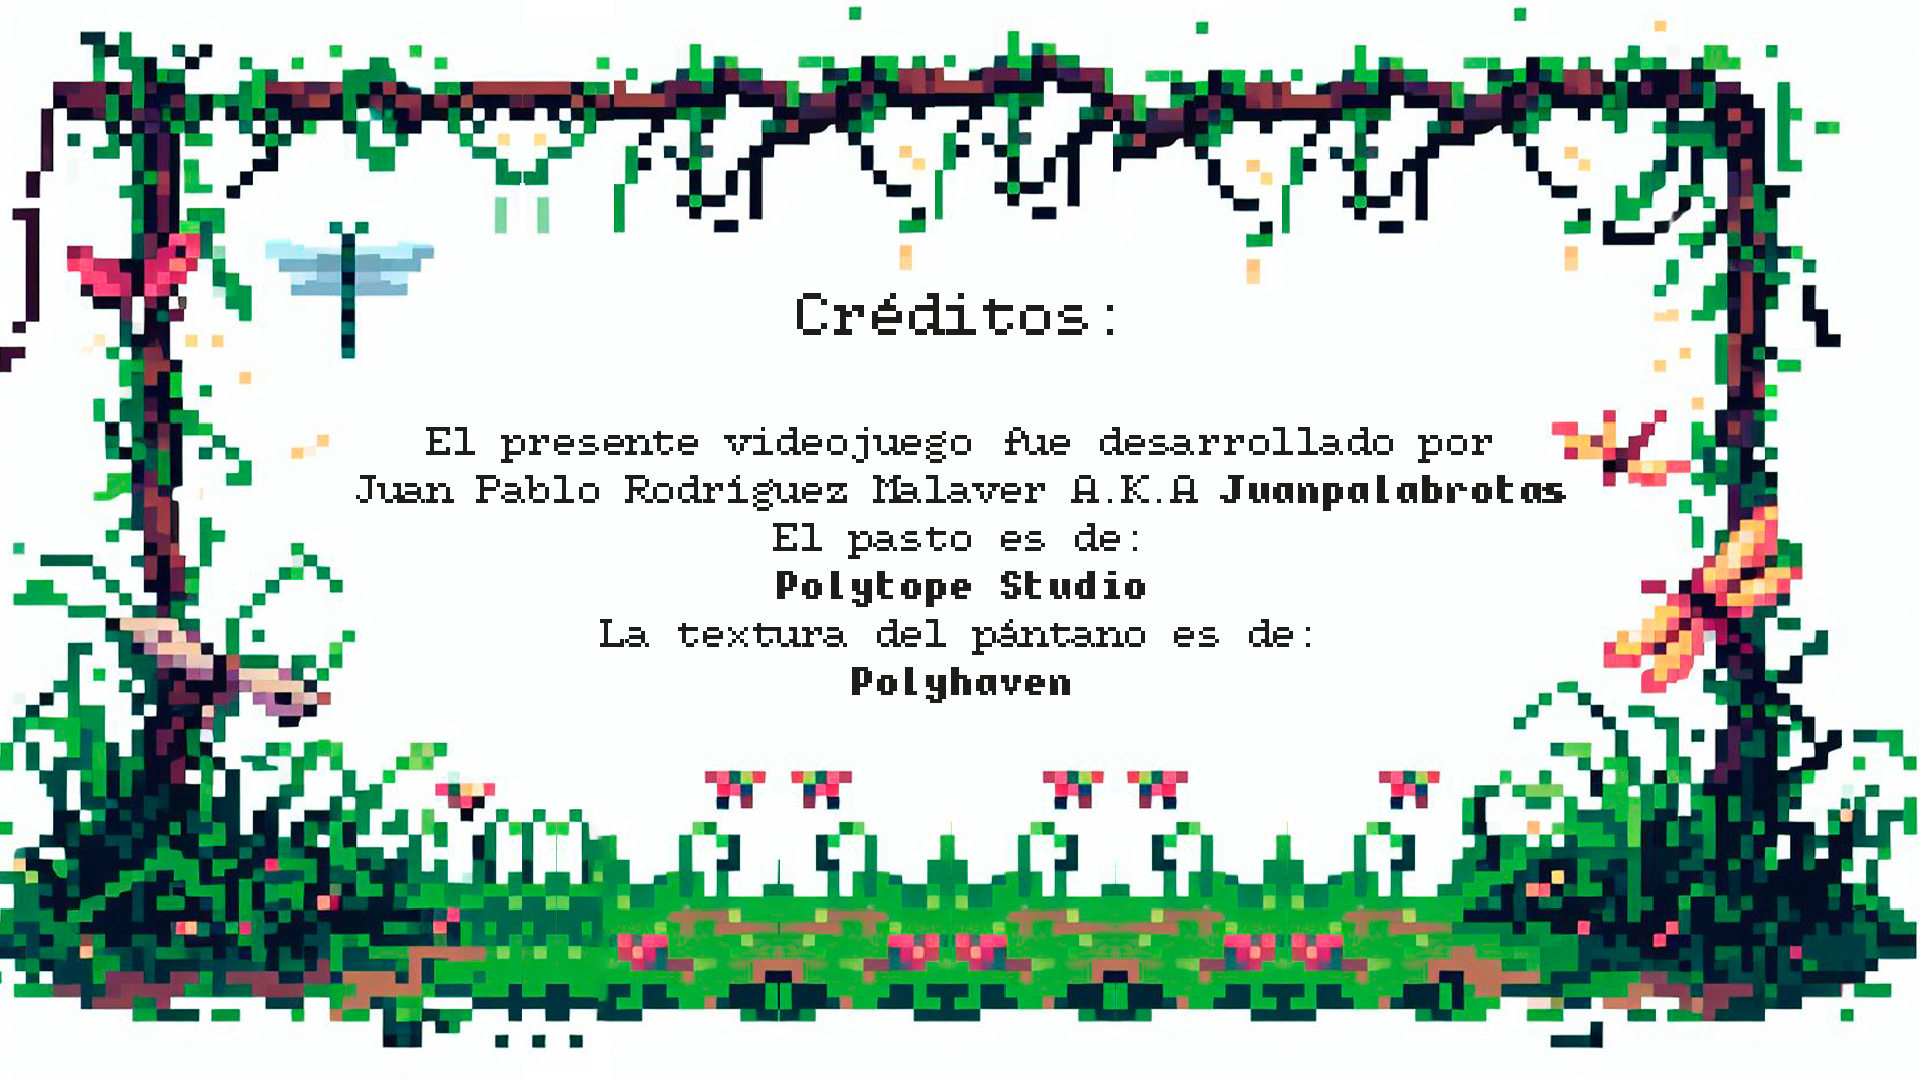 Créditos:
El presente videojuego fue desarrollado por
Juan Pablo Rodríguez Malaver A.K.A Juanpalabrotas
El pasto es de:
Polytope Studio
La textura del pántano es de:
Polyhaven